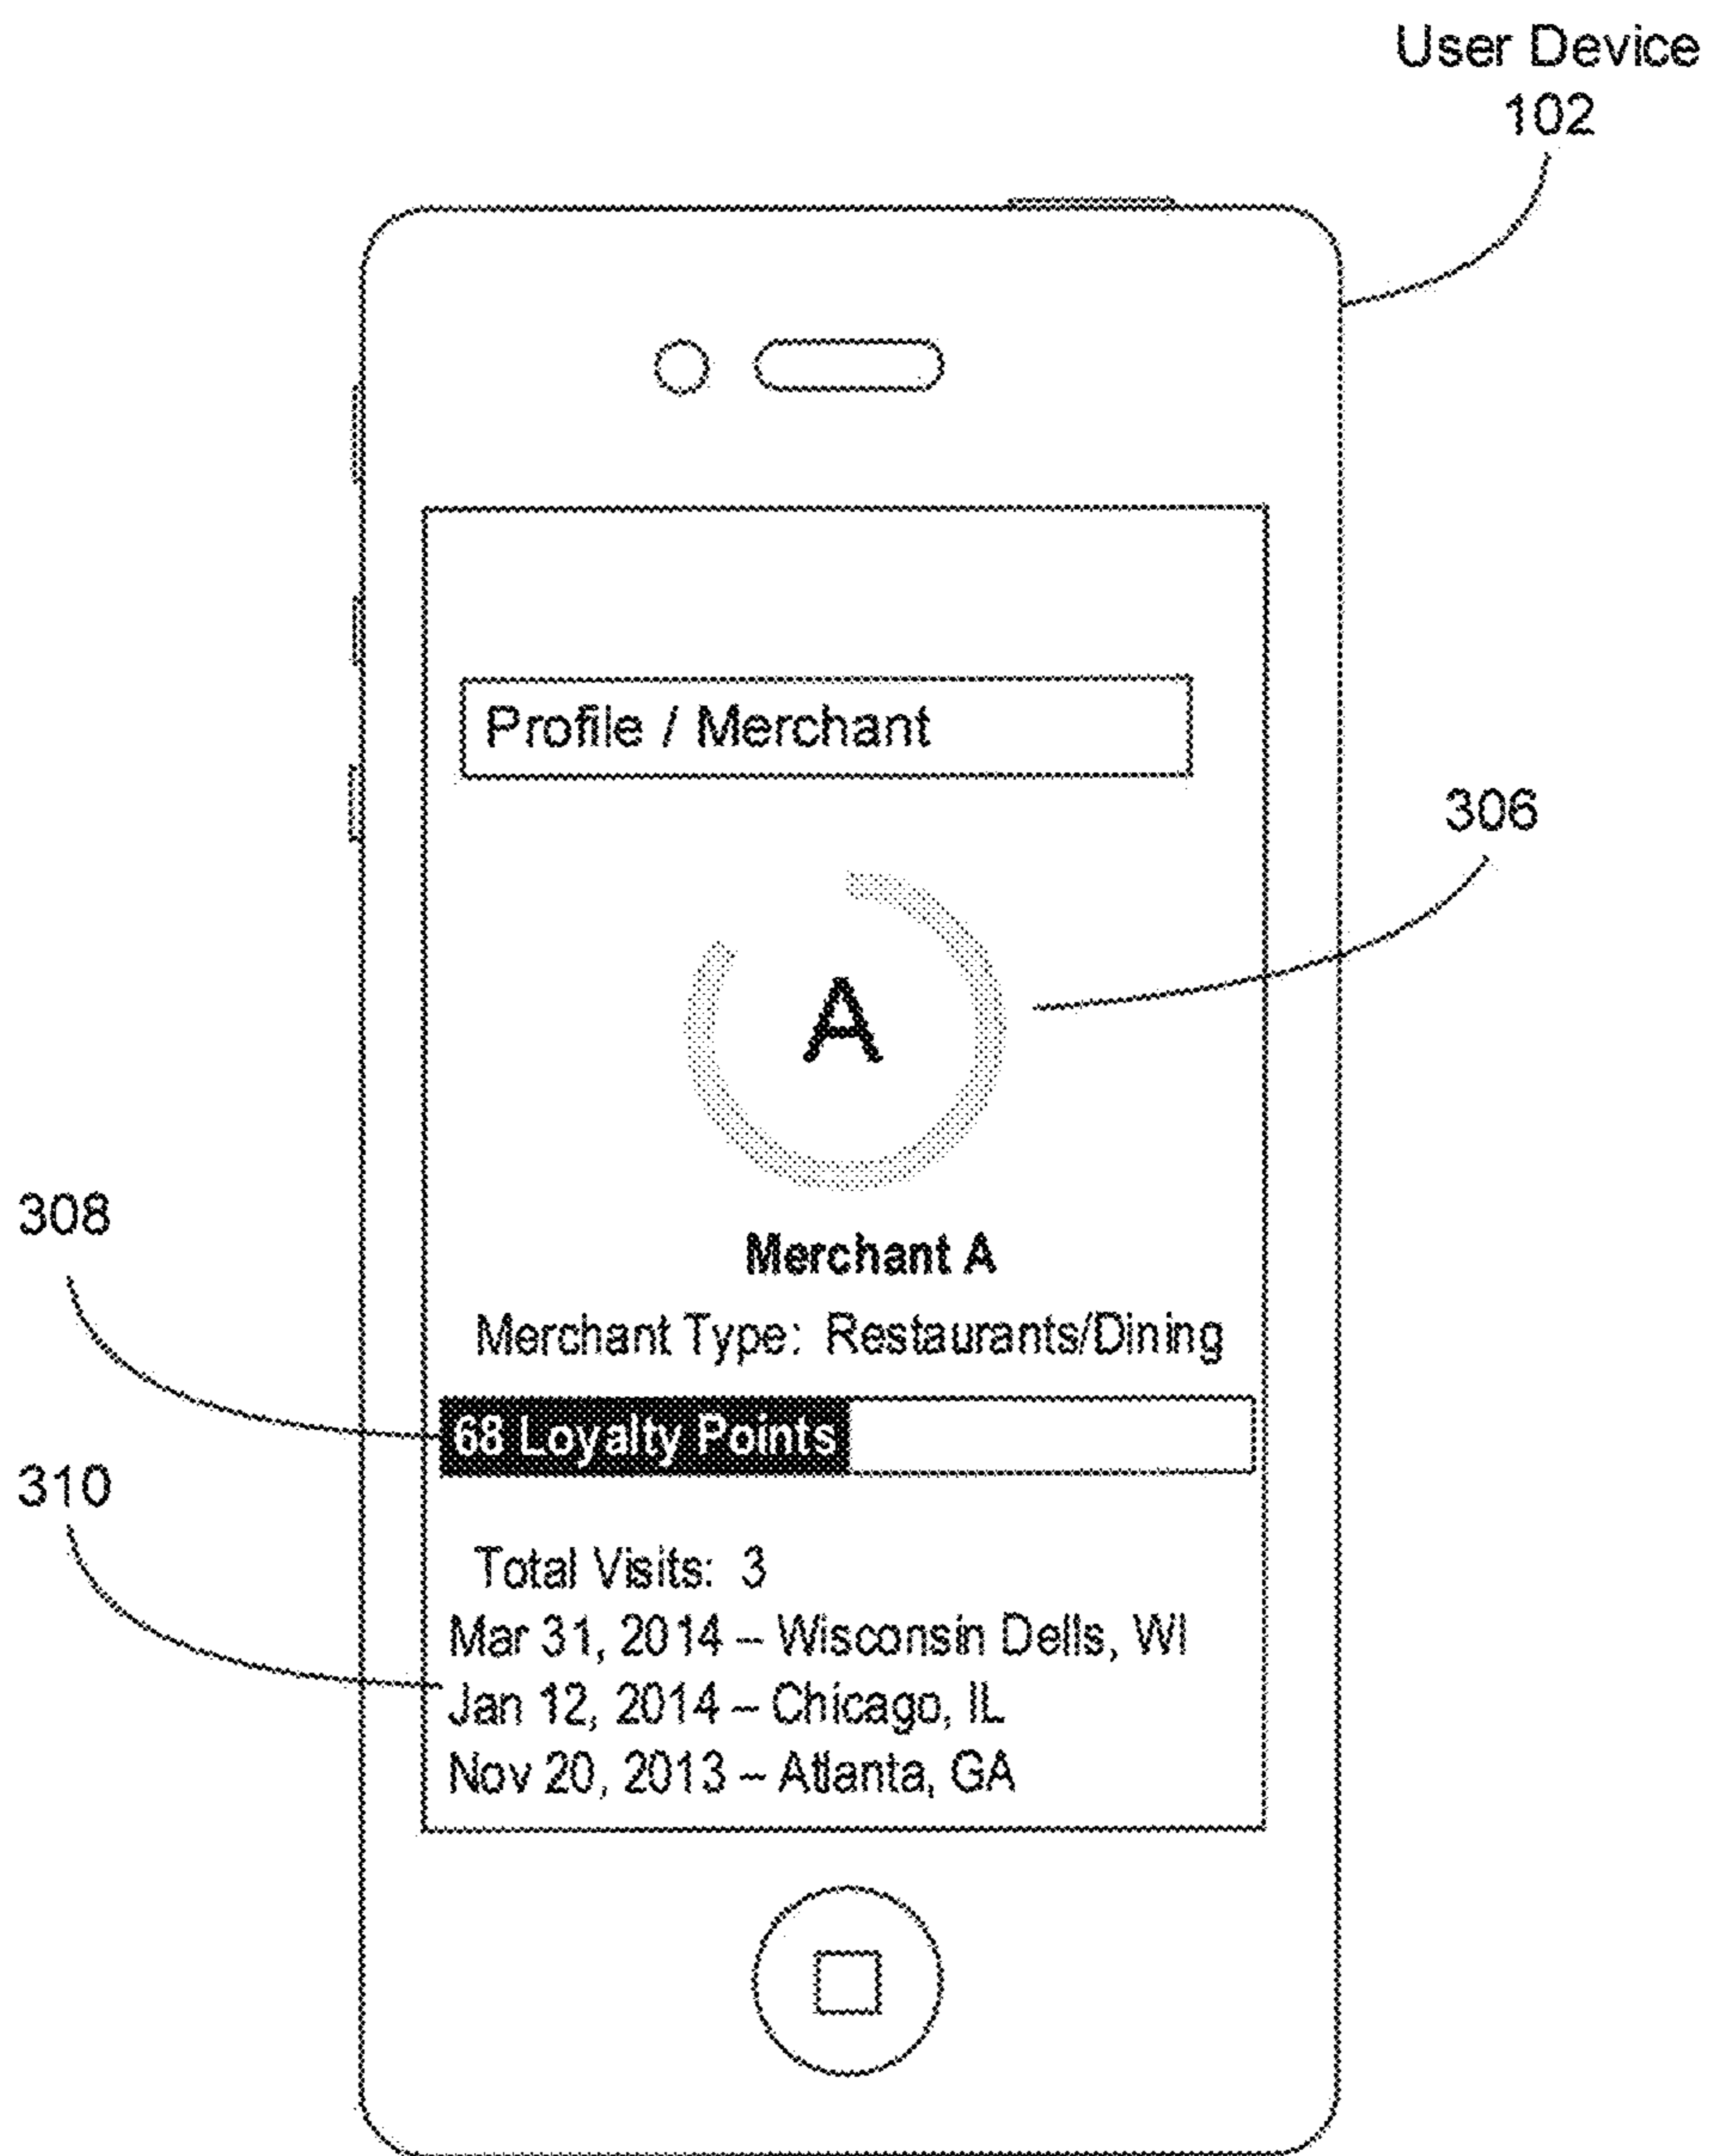 User Device
102
Profile / Merchant
306
A
308
Merchant A
Merchant Type: Restaurants/Dining
68 Loyalty Points
310
Total Visits: 3
Mar 31, 2014 – Wisconsin Dells, WI
Jan 12, 2014 – Chicago, IL
Nov 20, 2013 – Atlanta, GA